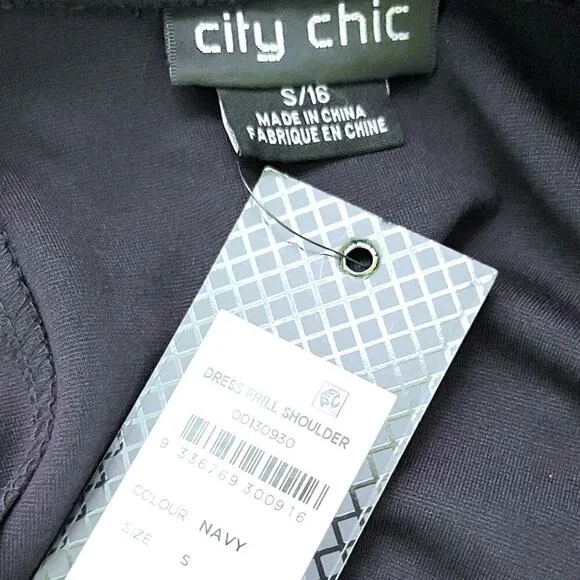 city chic
S/16
MADE IN CHINA
FABRIQUE EN CHINE
DRESS FRILL SHOULDER
00130930
9 336769 300916
COLOUR NAVY
SIZE S